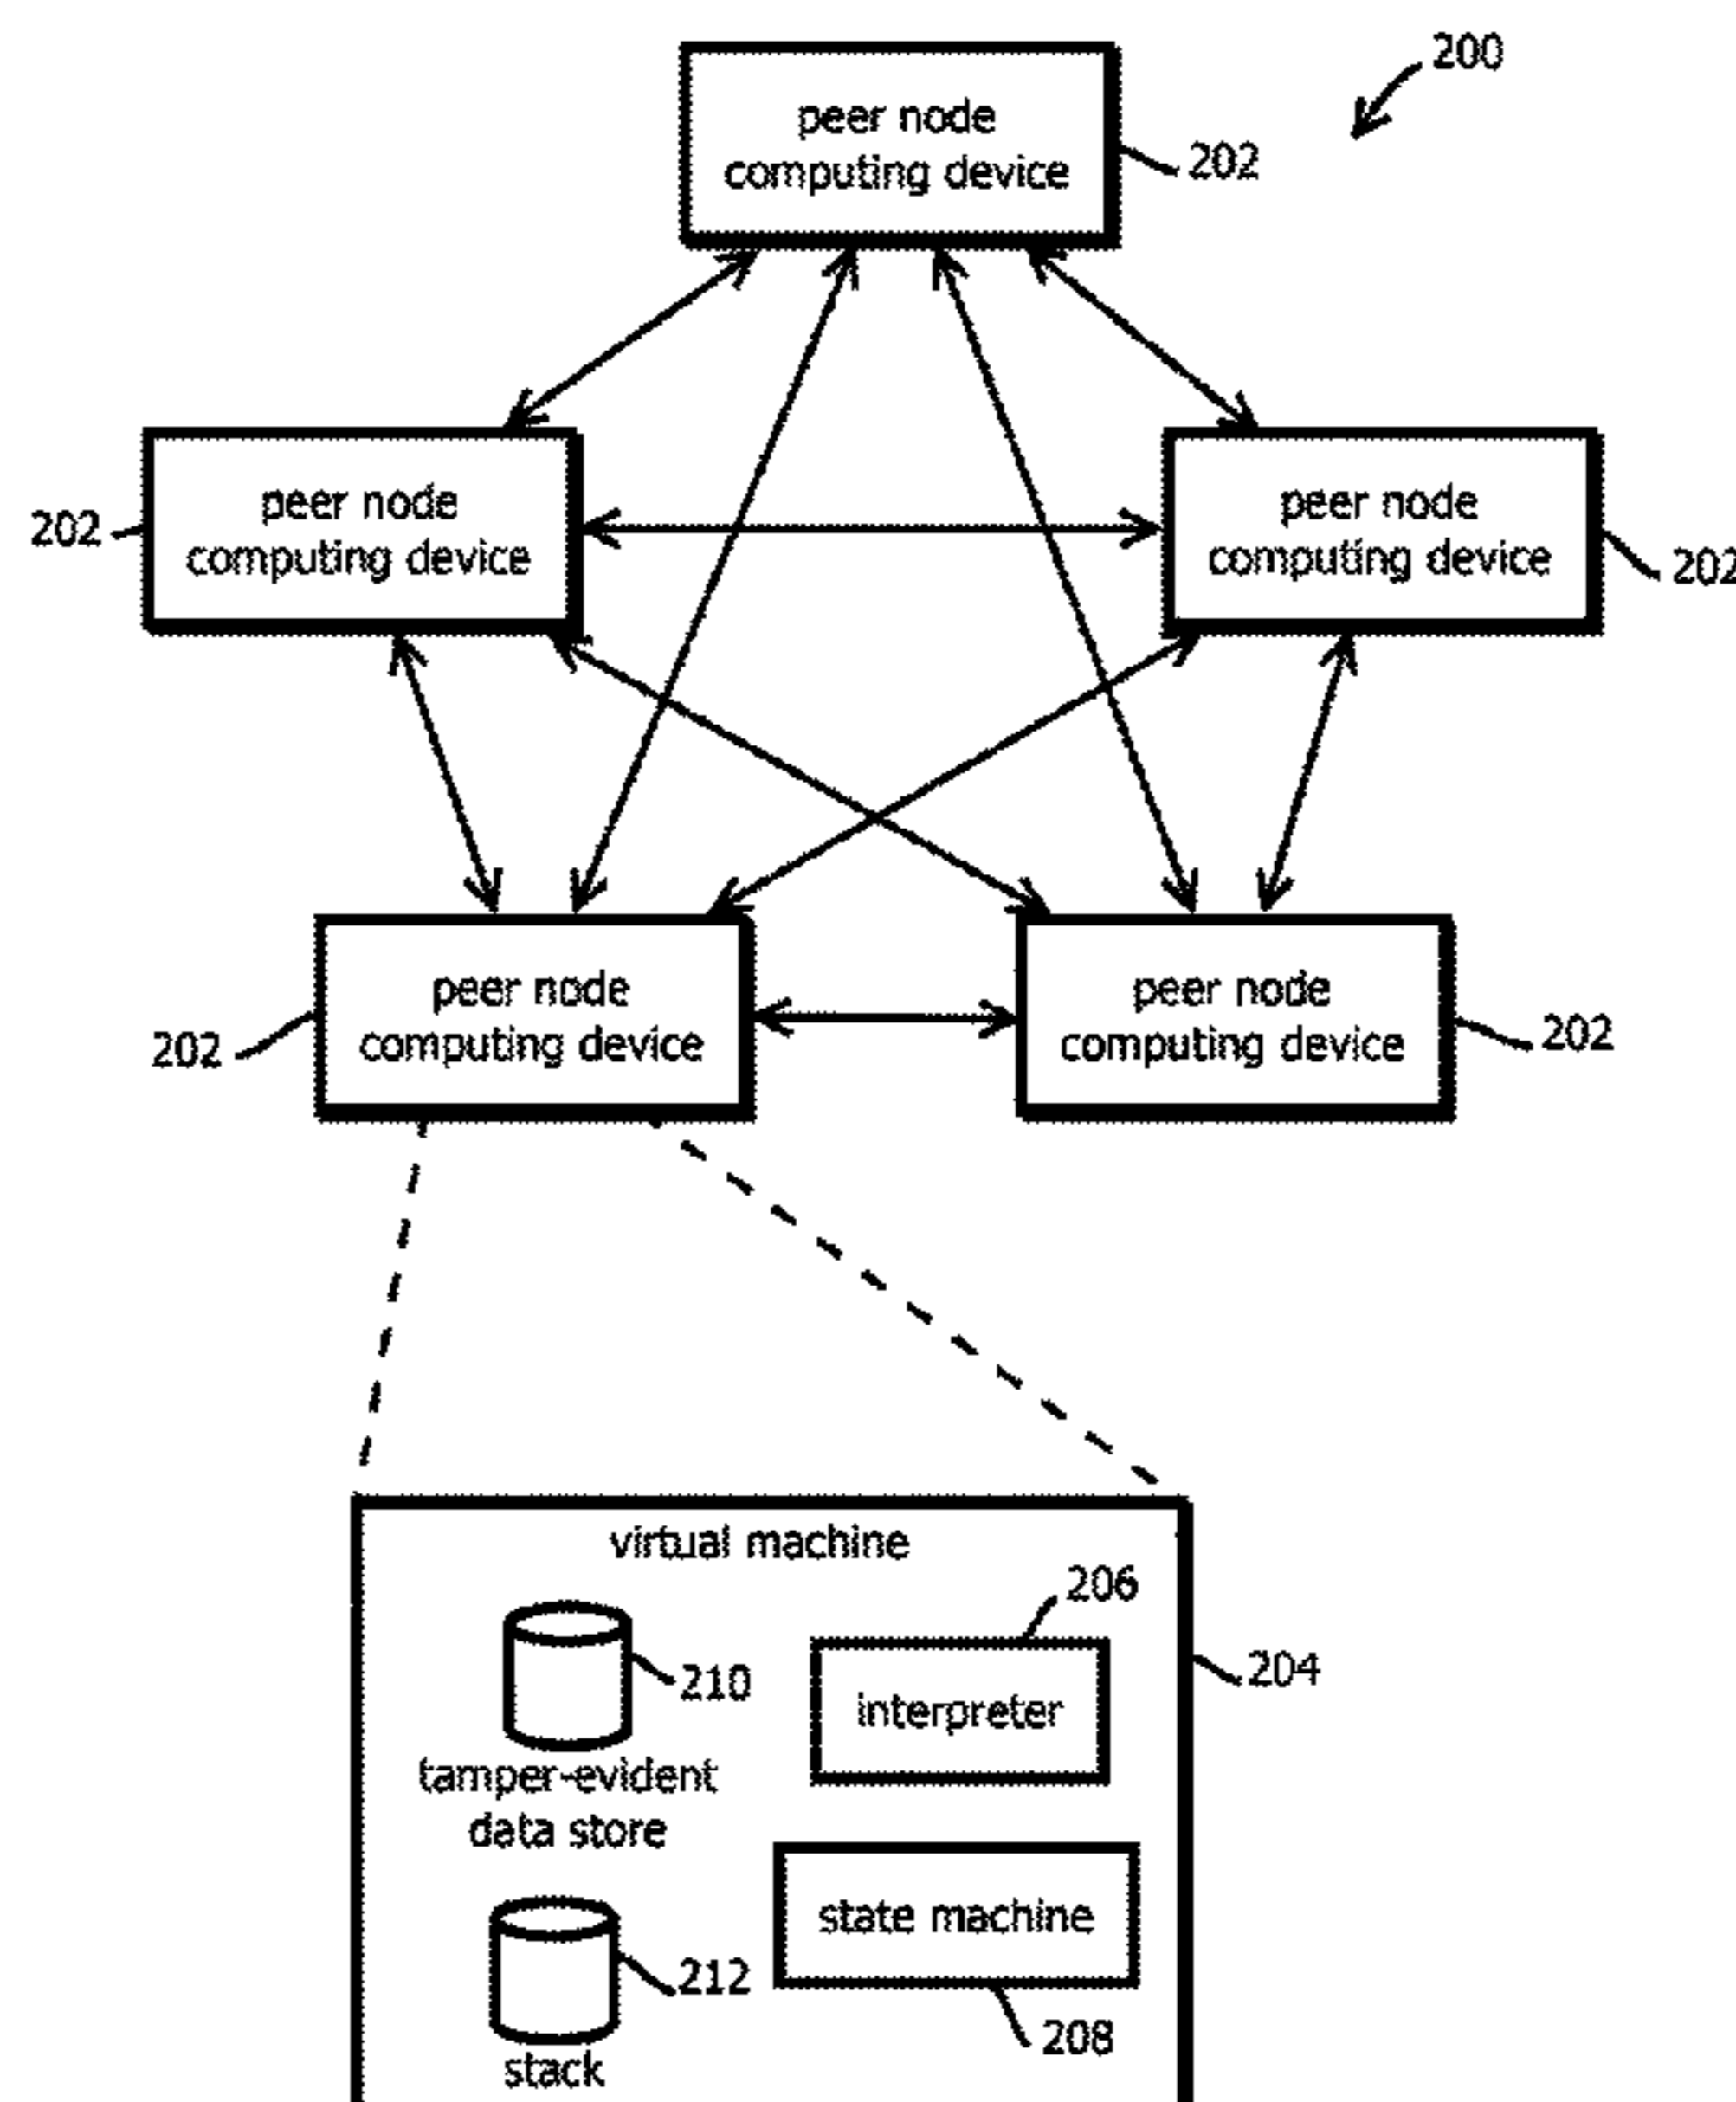 200
peer node
computing device
202
peer node
computing device
202
peer node
computing device
202
peer node
computing device
202
peer node
computing device
202
virtual machine
206
204
210
interpreter
tamper-evident
data store
state machine
212
208
stack